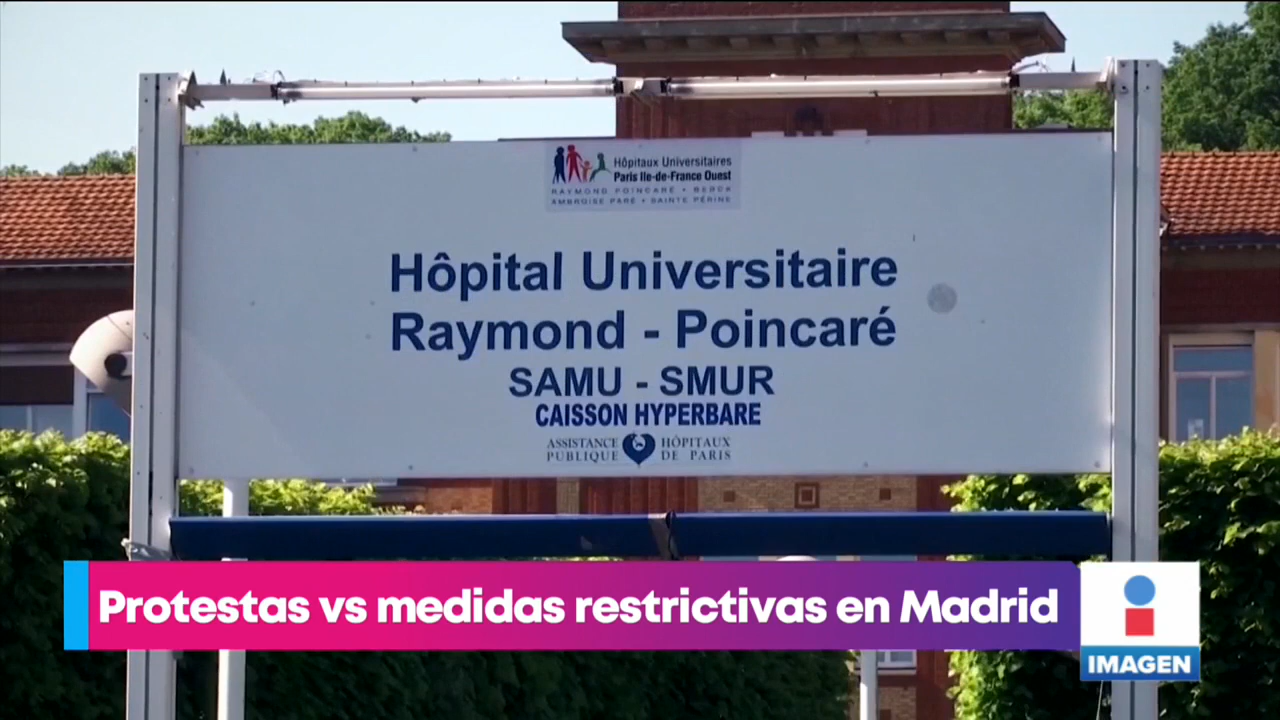 Hôpitaux Universitaires
Paris Ile-de-France Ouest
RAYMOND POINCARÉ • BERCK
AMBROISE PARÉ • SAINTE PÉRINE
Hôpital Universitaire
Raymond - Poincaré
SAMU - SMUR
CAISSON HYPERBARE
ASSISTANCE HÔPITAUX
PUBLIQUE DE PARIS
Protestas vs medidas restrictivas en Madrid
IMAGEN